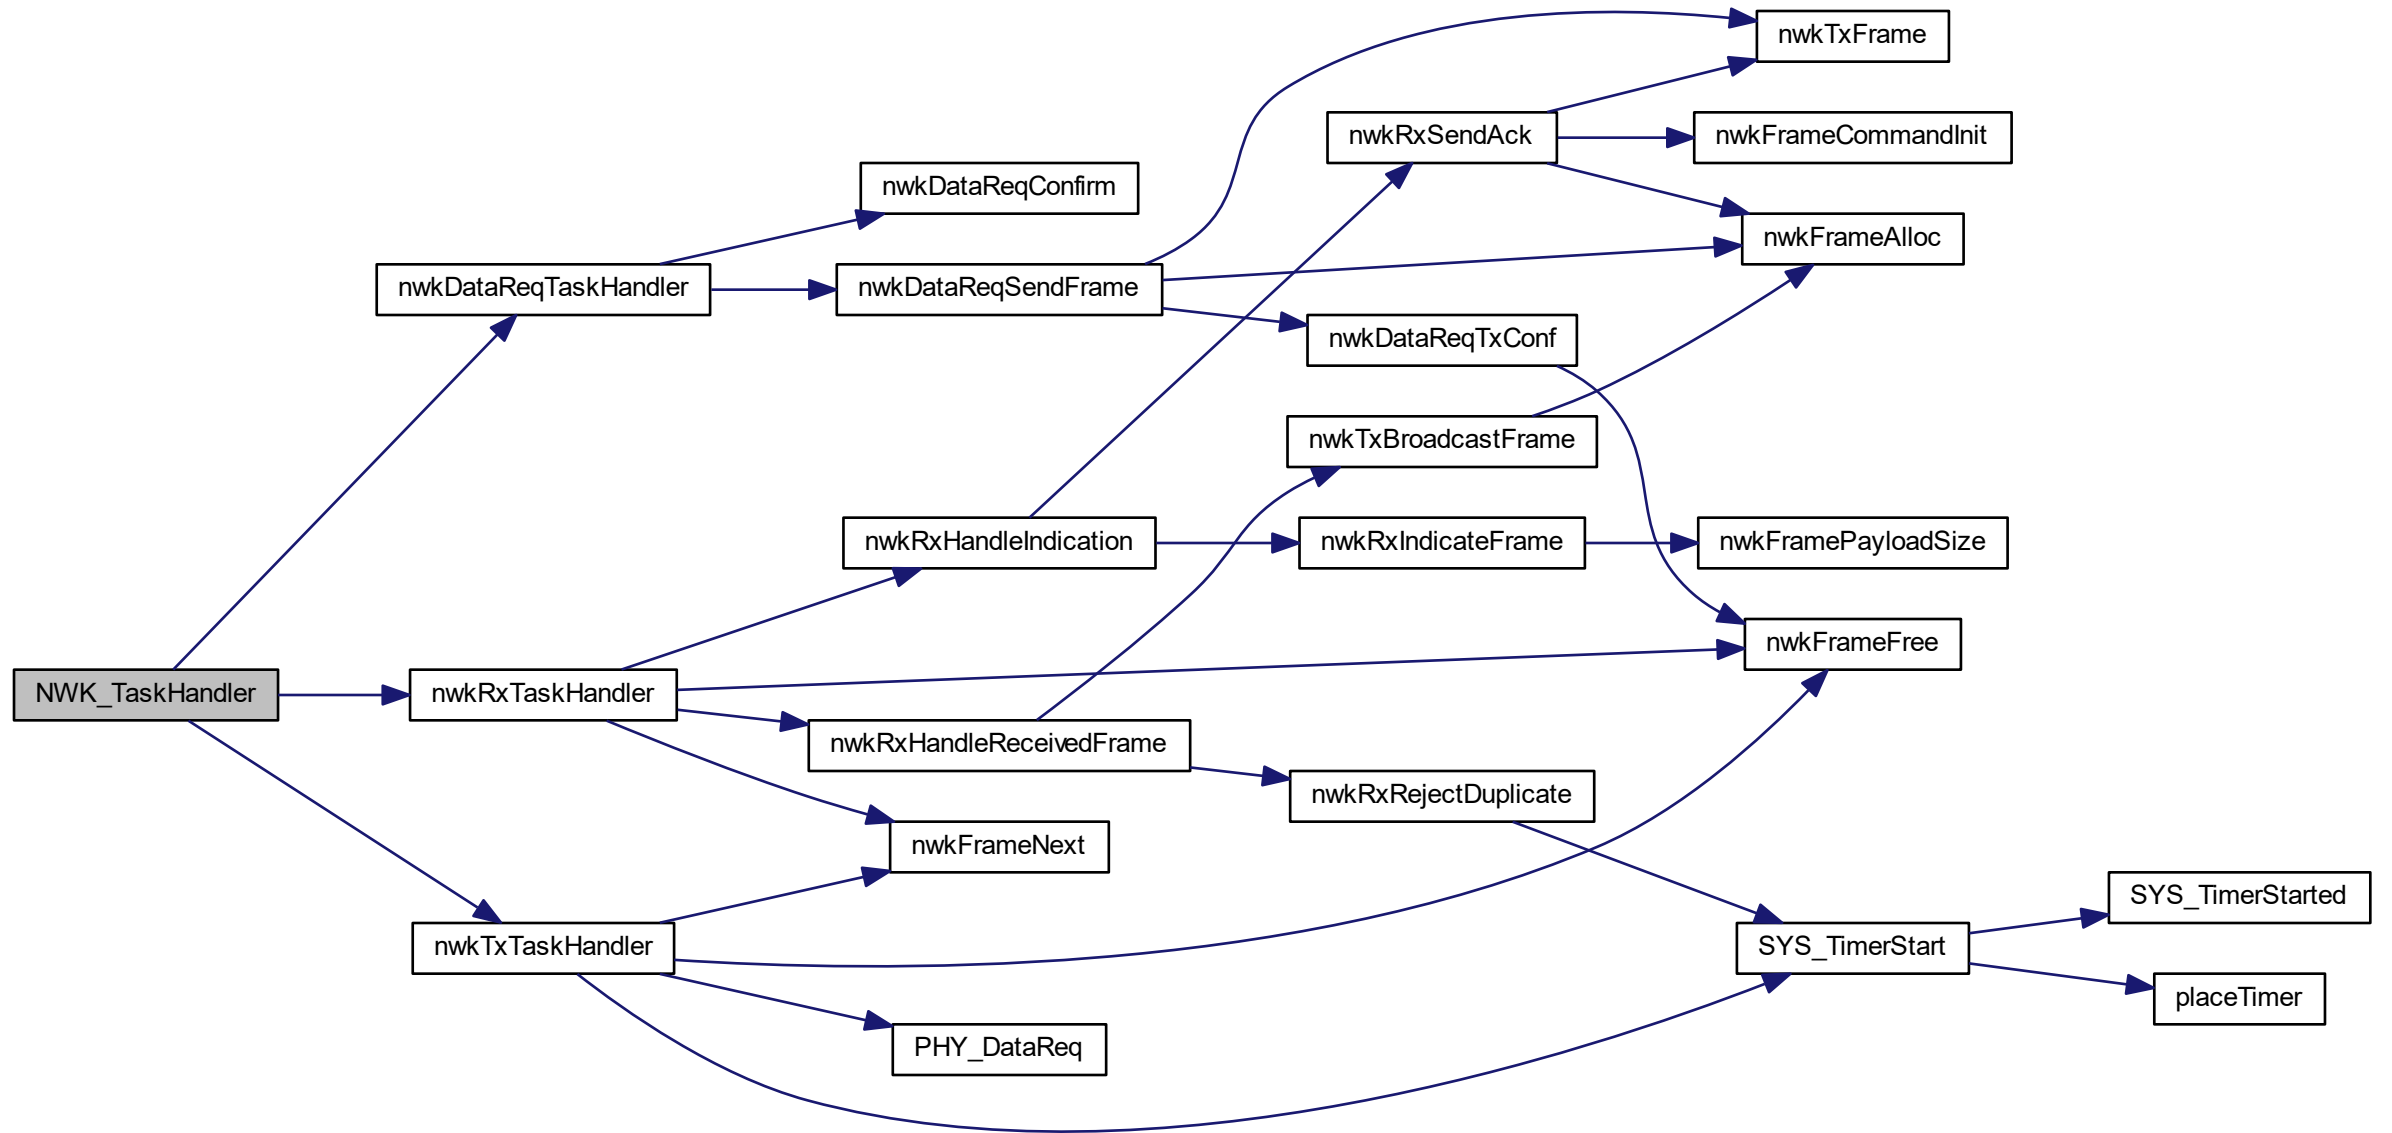 nwkTxFrame
nwkRxSendAck
nwkFrameCommandInit
nwkDataReqConfirm
nwkFrameAlloc
nwkDataReqTaskHandler
nwkDataReqSendFrame
nwkDataReqTxConf
nwkTxBroadcastFrame
nwkRxHandleIndication
nwkRxIndicateFrame
nwkFramePayloadSize
nwkFrameFree
NWK_TaskHandler
nwkRxTaskHandler
nwkRxHandleReceivedFrame
nwkRxRejectDuplicate
nwkFrameNext
SYS_TimerStarted
nwkTxTaskHandler
SYS_TimerStart
placeTimer
PHY_DataReq